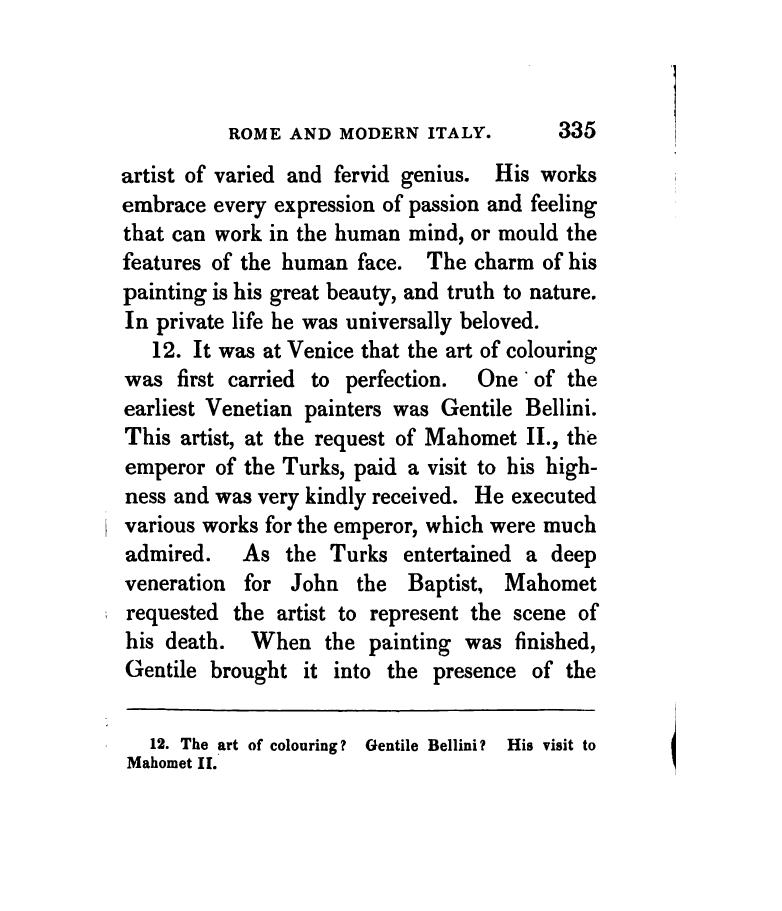 ROME AND MODERN ITALY. 335
artist of varied and fervid genius. His works
embrace every expression of passion and feeling
that can work in the human mind, or mould the
features of the human face. The charm of his
painting is his great beauty, and truth to nature.
In private life he was universally beloved.
12. It was at Venice that the art of colouring
was first carried to perfection. One of the
earliest Venetian painters was Gentile Bellini.
This artist, at the request of Mahomet II., the
emperor of the Turks, paid a visit to his high-
ness and was very kindly received. He executed
various works for the emperor, which were much
admired. As the Turks entertained a deep
veneration for John the Baptist, Mahomet
requested the artist to represent the scene of
his death. When the painting was finished,
Gentile brought it into the presence of the
12. The art of colouring? Gentile Bellini? His visit to
Mahomet II.